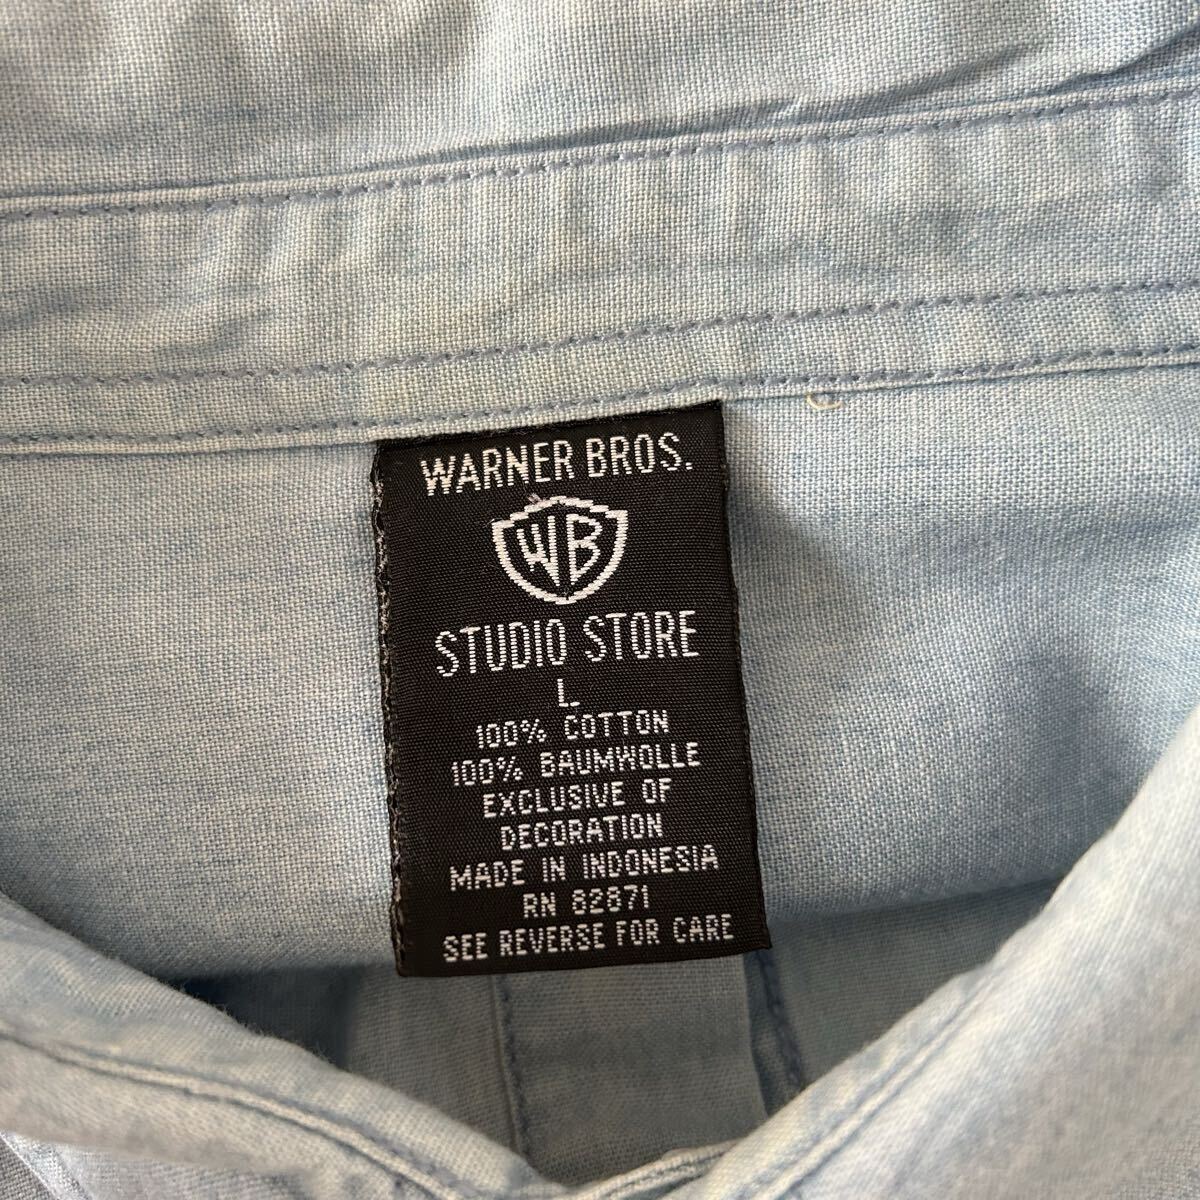 WARNER BROS.
WB
STUDIO STORE
L
100% COTTON
100% BAUMWOLLE
EXCLUSIVE OF
DECORATION
MADE IN INDONESIA
RN 82871
SEE REVERSE FOR CARE